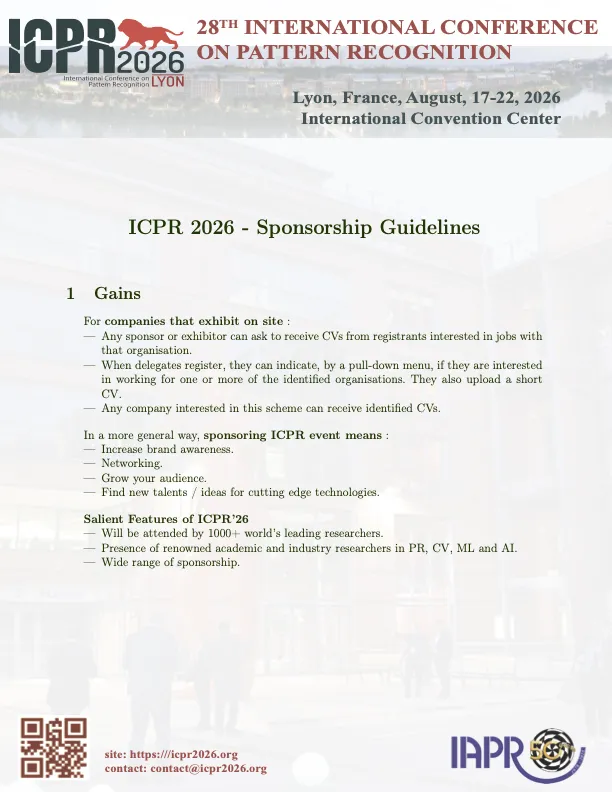 ICPR
2026
International Conference on
Pattern Recognition
LYON
28TH INTERNATIONAL CONFERENCE
ON PATTERN RECOGNITION
Lyon, France, August, 17-22, 2026
International Convention Center
ICPR 2026 - Sponsorship Guidelines
1 Gains
For companies that exhibit on site :
— Any sponsor or exhibitor can ask to receive CVs from registrants interested in jobs with
that organisation.
— When delegates register, they can indicate, by a pull-down menu, if they are interested
in working for one or more of the identified organisations. They also upload a short
CV.
— Any company interested in this scheme can receive identified CVs.
In a more general way, sponsoring ICPR event means :
— Increase brand awareness.
— Networking.
— Grow your audience.
— Find new talents / ideas for cutting edge technologies.
Salient Features of ICPR'26
— Will be attended by 1000+ world's leading researchers.
— Presence of renowned academic and industry researchers in PR, CV, ML and AI.
— Wide range of sponsorship.
site: https:///icpr2026.org
contact: contact@icpr2026.org
IAPR